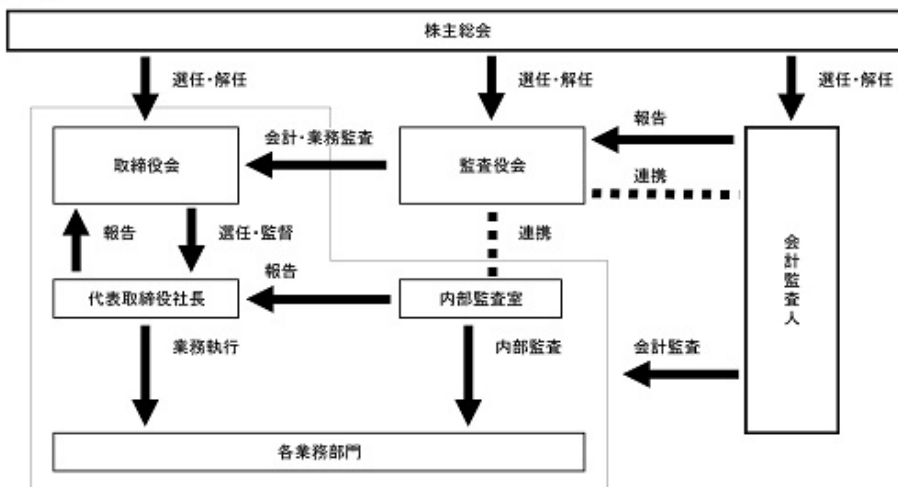 株主総会
選任・解任
選任・解任
選任・解任
取締役会
会計・業務監査
監査役会
報告
連携
会計監査人
報告
選任・監督
連携
代表取締役社長
報告
内部監査室
業務執行
内部監査
会計監査
各業務部門